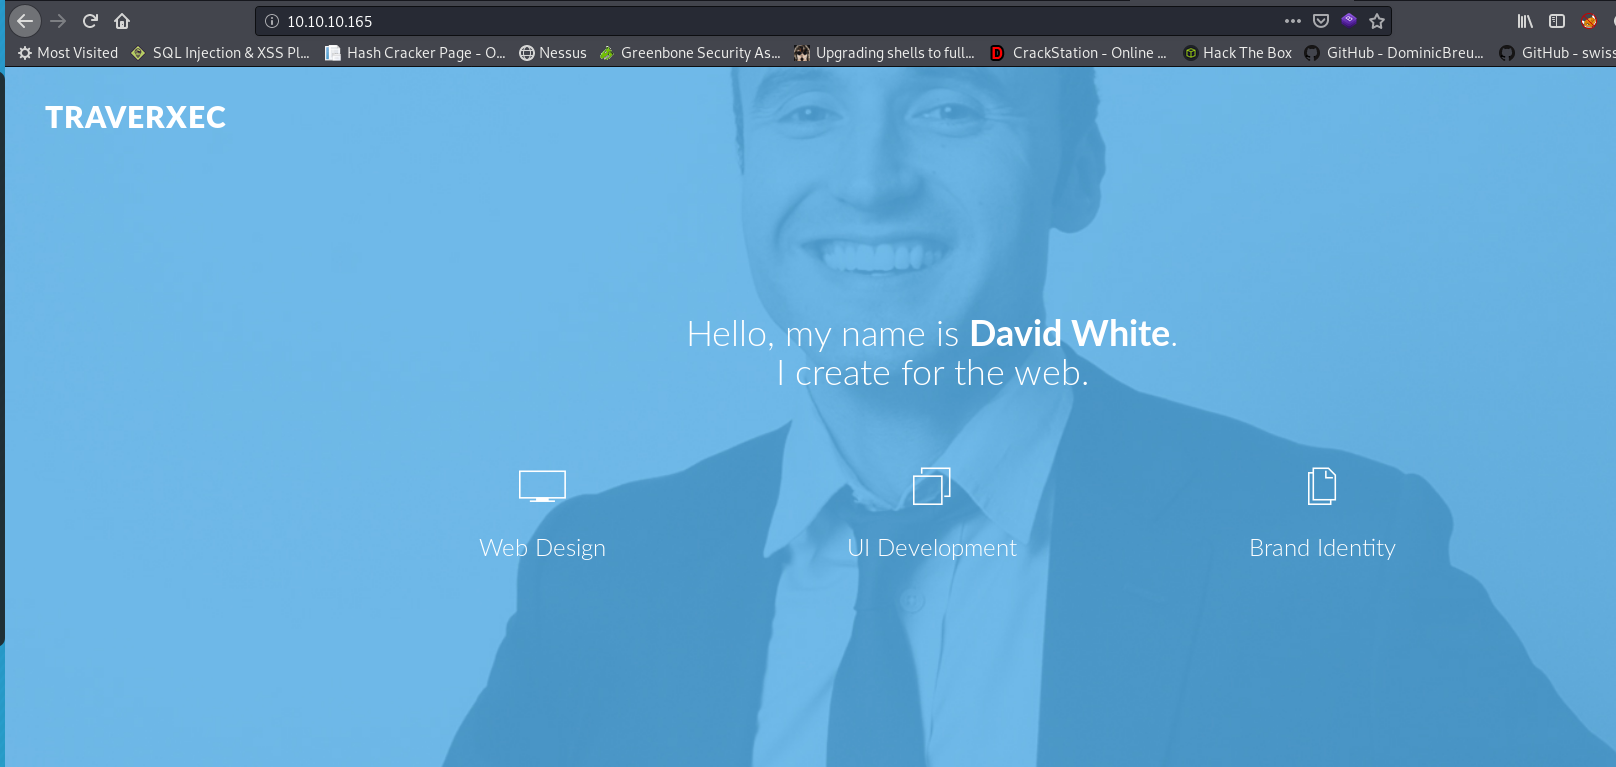 10.10.10.165
Most Visited SQL Injection & XSS Pl... Hash Cracker Page - O... Nessus Greenbone Security As... Upgrading shells to full... CrackStation - Online ... Hack The Box GitHub - DominicBreu... GitHub - swiss
TRAVERXEC
Hello, my name is David White.
I create for the web.
Web Design UI Development Brand Identity